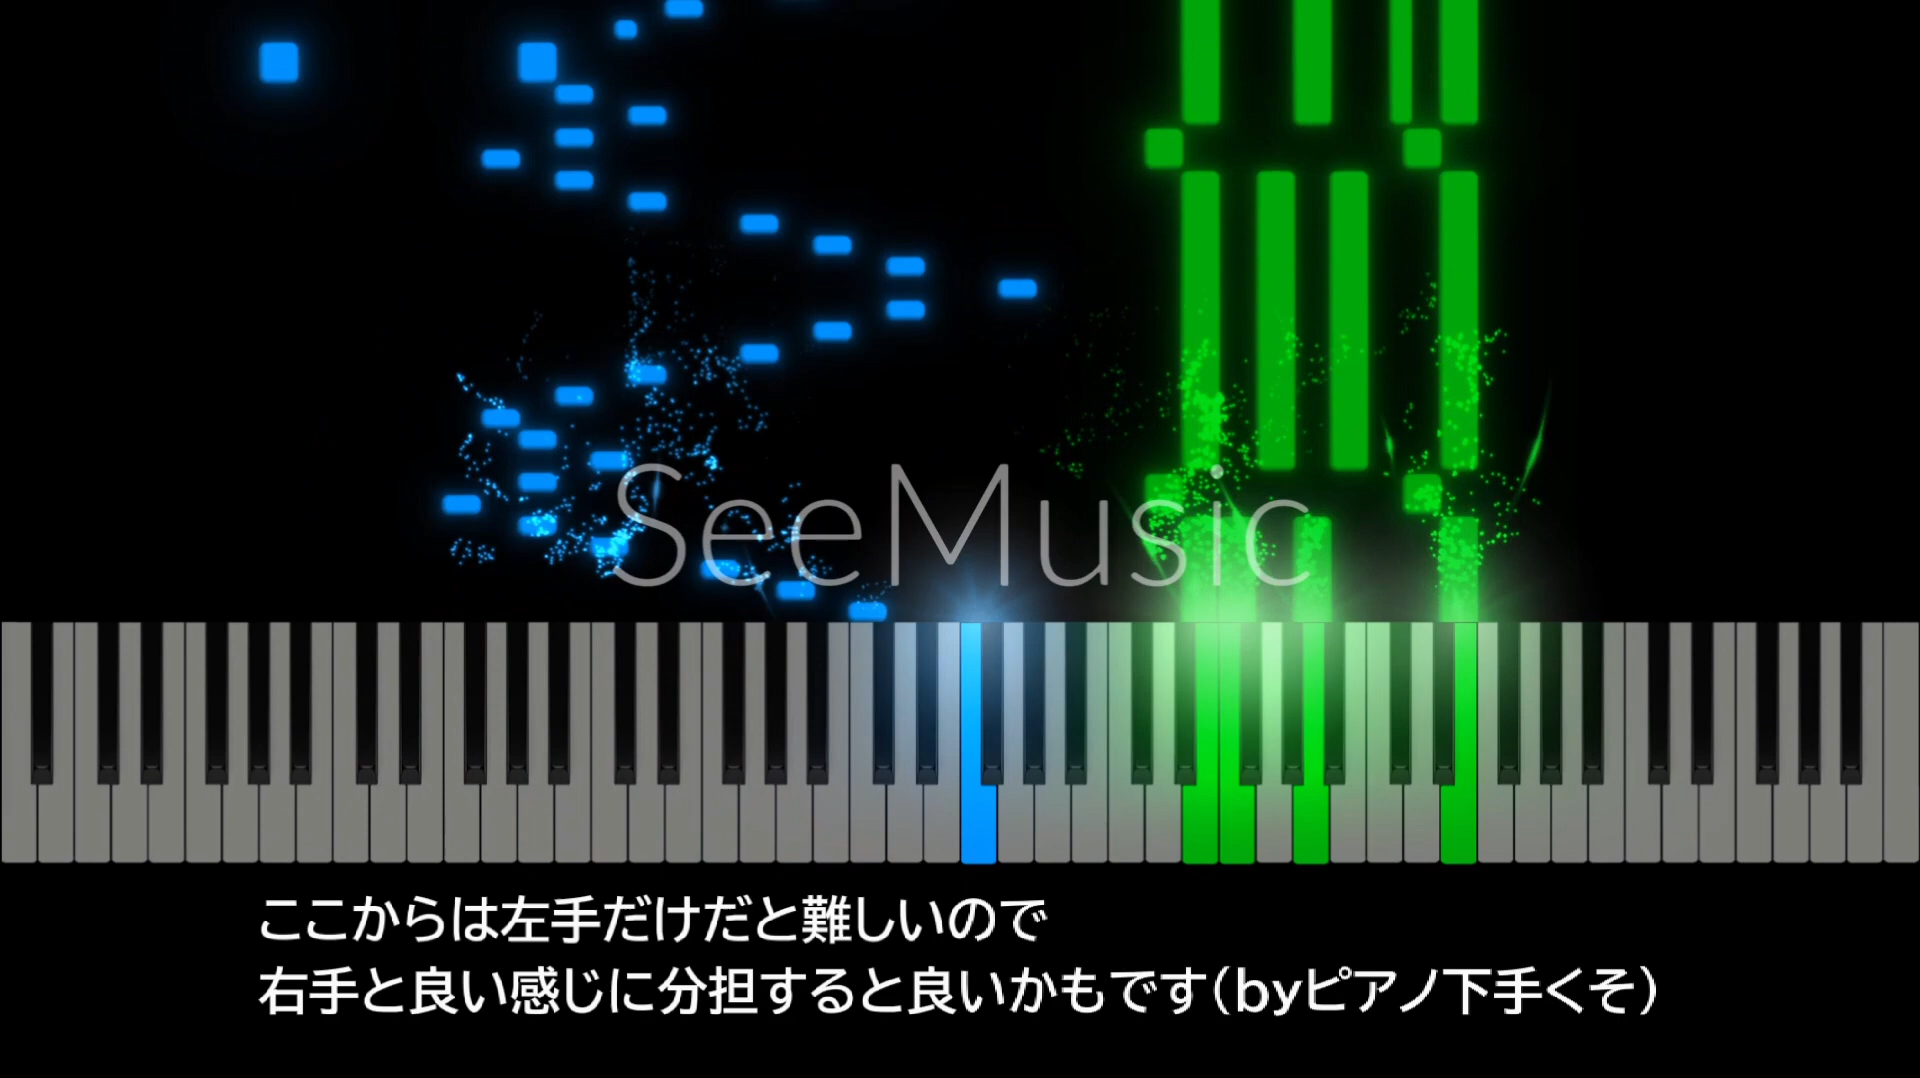 SeeMusic
ここからは左手だけだと難しいので
右手と良い感じに分担すると良いかもです（byピアノ下手くそ）